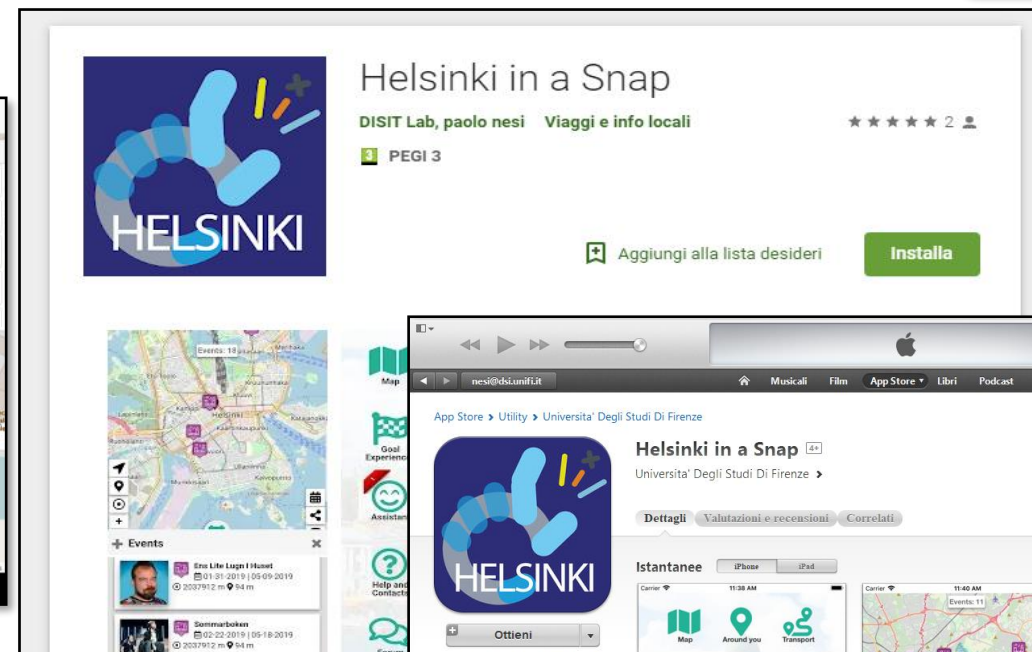 Helsinki in a Snap
DISIT Lab, paolo nesi Viaggi e info locali
2
3 PEGI 3
HELSINKI
Aggiungi alla lista desideri
Installa
Events: 18
Helsinki
Map
Goal
Experience
Assistan
Help and
Contacts
Forum
+ Events
Ens Life Lugn I Huset
01-31-2019 | 05-09-2019
2037912 m 94 m
Sommarboken
02-22-2019 | 05-18-2019
2037912 m 94 m
nesi@dsi.unifi.it
Musicali Film App Store Libri Podcast
App Store > Utility > Universita' Degli Studi Di Firenze
HELSINKI
Helsinki in a Snap 4+
Universita' Degli Studi Di Firenze >
Dettagli Valutazioni e recensioni Correlati
Istantanee iPhone iPad
Ottieni
Carrier 11:38 AM
Map Around you Transport
Carrier 11:40 AM
Events: 11